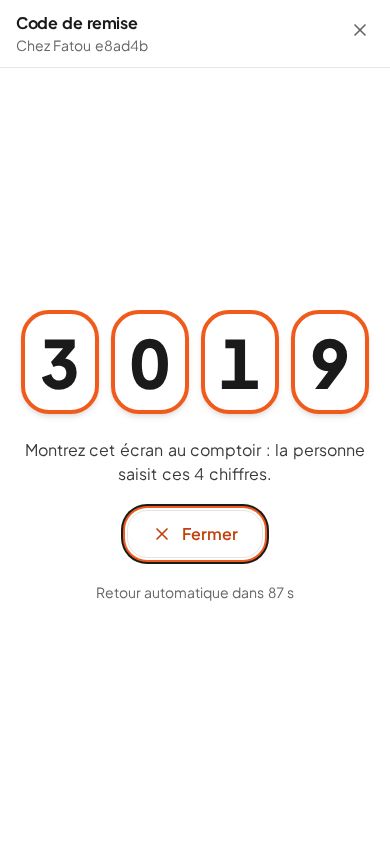 Code de remise
Chez Fatou e8ad4b
3 0 1 9
Montrez cet écran au comptoir : la personne
saisit ces 4 chiffres.
Fermer
Retour automatique dans 87 s